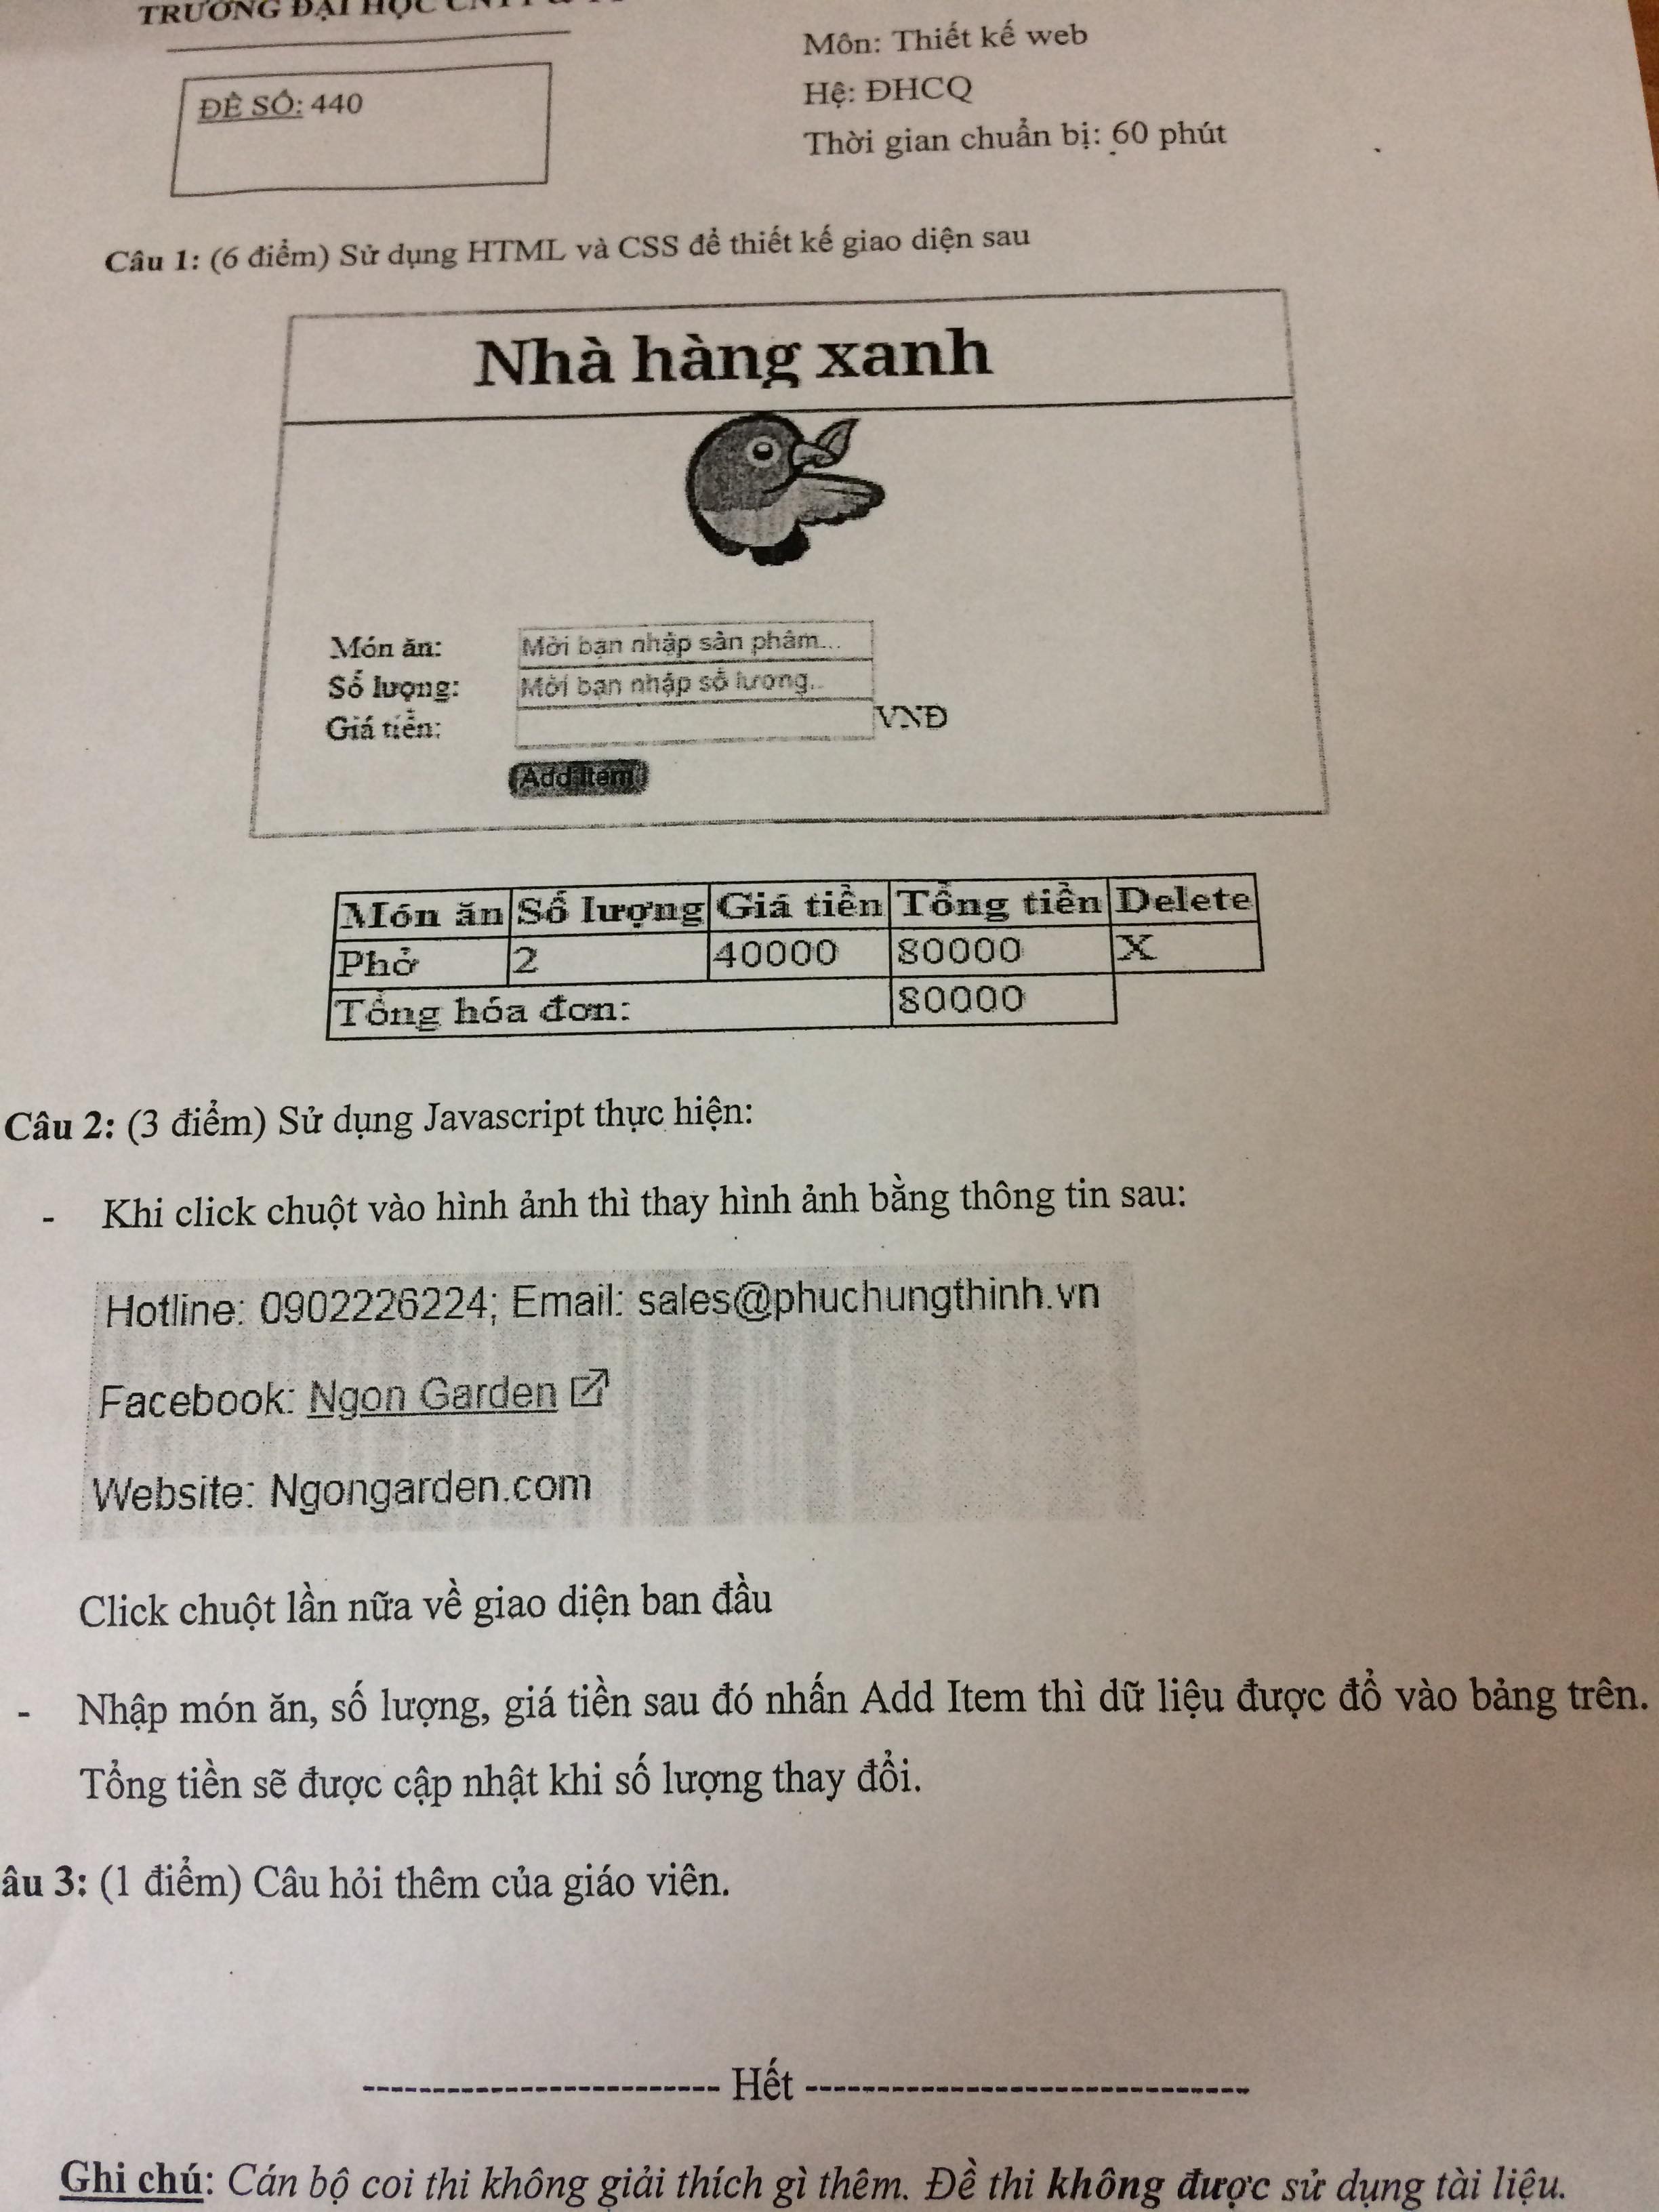 TRƯỜNG ĐẠI HỌC CNTT &
Môn: Thiết kế web
ĐỀ SỐ: 440
Hệ: ĐHCQ
Thời gian chuẩn bị: 60 phút
Câu 1: (6 điểm) Sử dụng HTML và CSS để thiết kế giao diện sau
Nhà hàng xanh
Món ăn: Mời bạn nhập sản phẩm...
Số lượng: Mời bạn nhập số lượng..
Giá tiền: VNĐ
Add Item
Món ăn Số lượng Giá tiền Tổng tiền Delete
Phở 2 40000 80000 X
Tổng hóa đơn: 80000
Câu 2: (3 điểm) Sử dụng Javascript thực hiện:
- Khi click chuột vào hình ảnh thì thay hình ảnh bằng thông tin sau:
Hotline: 0902226224; Email: sales@phuchungthinh.vn
Facebook: Ngon Garden
Website: Ngongarden.com
Click chuột lần nữa về giao diện ban đầu
- Nhập món ăn, số lượng, giá tiền sau đó nhấn Add Item thì dữ liệu được đổ vào bảng trên.
Tổng tiền sẽ được cập nhật khi số lượng thay đổi.
âu 3: (1 điểm) Câu hỏi thêm của giáo viên.
-------------------------- Hết --------------------------------
Ghi chú: Cán bộ coi thi không giải thích gì thêm. Đề thi không được sử dụng tài liệu.